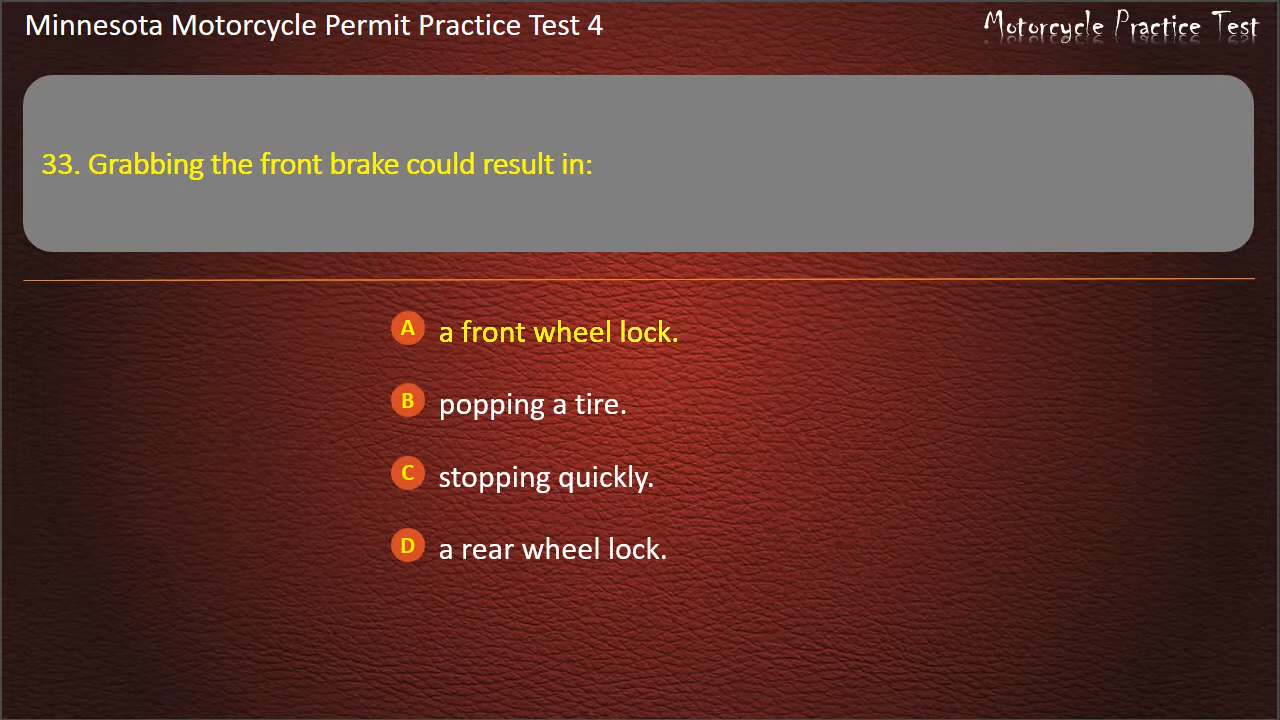 Minnesota Motorcycle Permit Practice Test 4
Motorcycle Practice Test
33. Grabbing the front brake could result in:
A a front wheel lock.
B popping a tire.
C stopping quickly.
D a rear wheel lock.